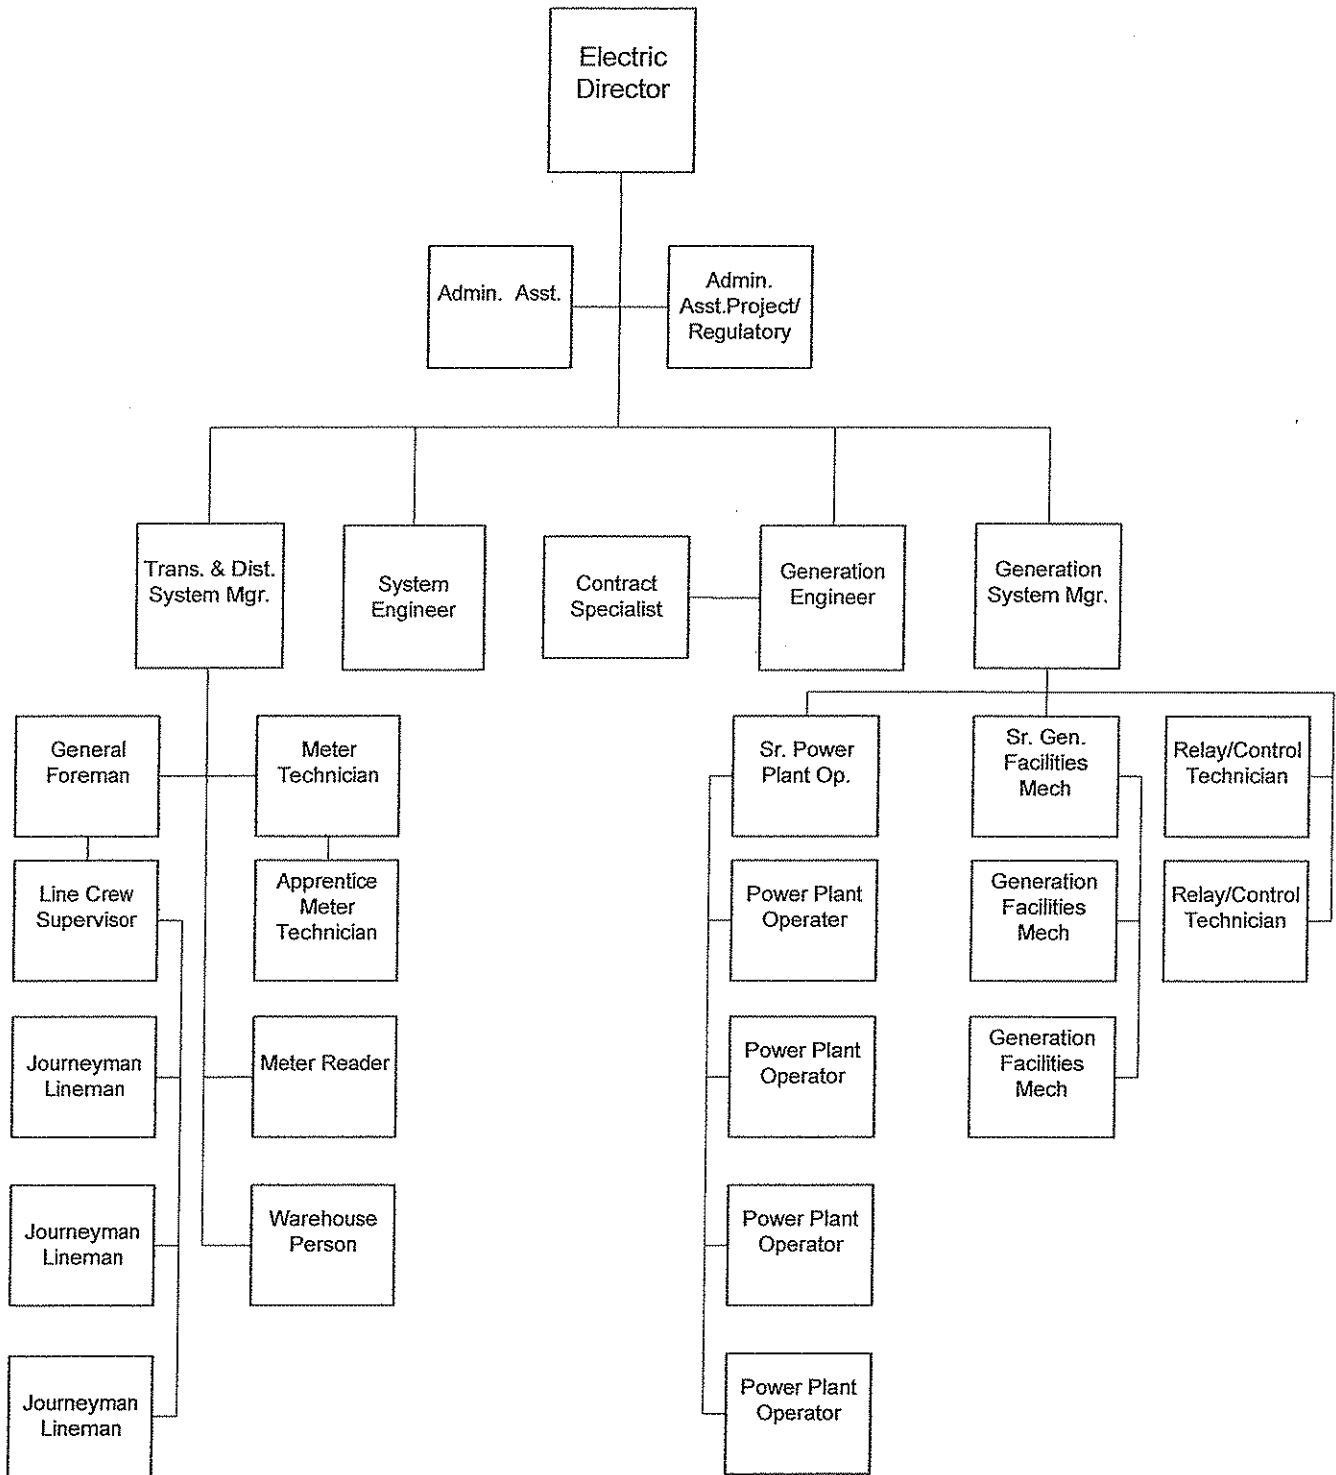 Electric
Director
Admin. Asst.
Admin.
Asst.Project/
Regulatory
Trans. & Dist.
System Mgr.
System
Engineer
Contract
Specialist
Generation
Engineer
Generation
System Mgr.
General
Foreman
Meter
Technician
Sr. Power
Plant Op.
Sr. Gen.
Facilities
Mech
Relay/Control
Technician
Line Crew
Supervisor
Apprentice
Meter
Technician
Power Plant
Operater
Generation
Facilities
Mech
Relay/Control
Technician
Journeyman
Lineman
Meter Reader
Power Plant
Operator
Generation
Facilities
Mech
Journeyman
Lineman
Warehouse
Person
Power Plant
Operator
Journeyman
Lineman
Power Plant
Operator